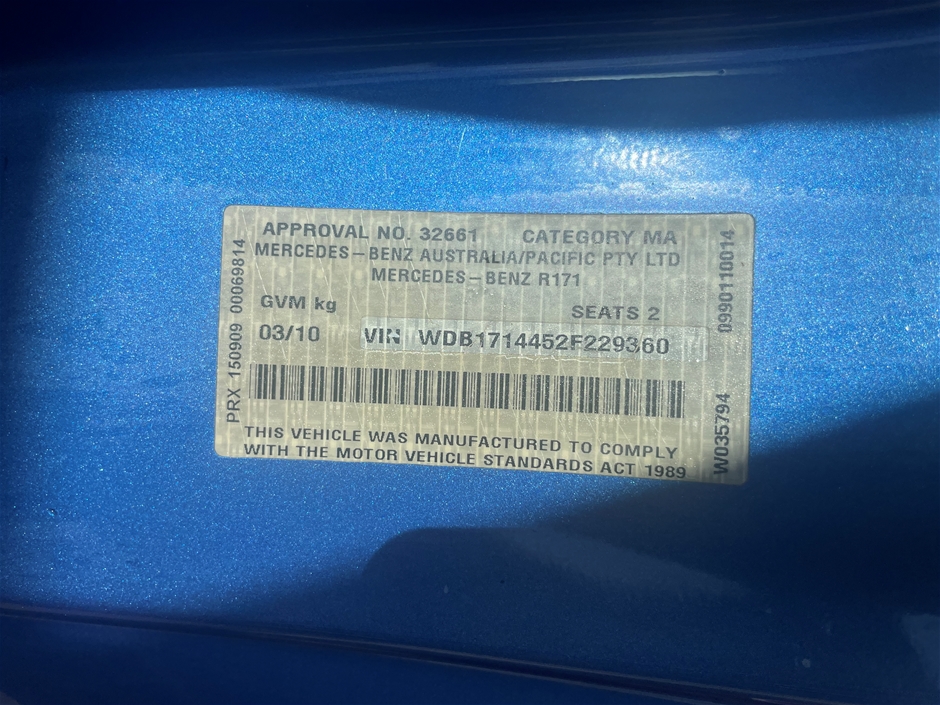 APPROVAL NO. 32661 CATEGORY MA
MERCEDES-BENZ AUSTRALIA/PACIFIC PTY LTD
MERCEDES-BENZ R171
GVM kg SEATS 2
03/10 VIN WDB1714452F229360
THIS VEHICLE WAS MANUFACTURED TO COMPLY
WITH THE MOTOR VEHICLE STANDARDS ACT 1989
PRX 150909 00069814
W035794 0990110014